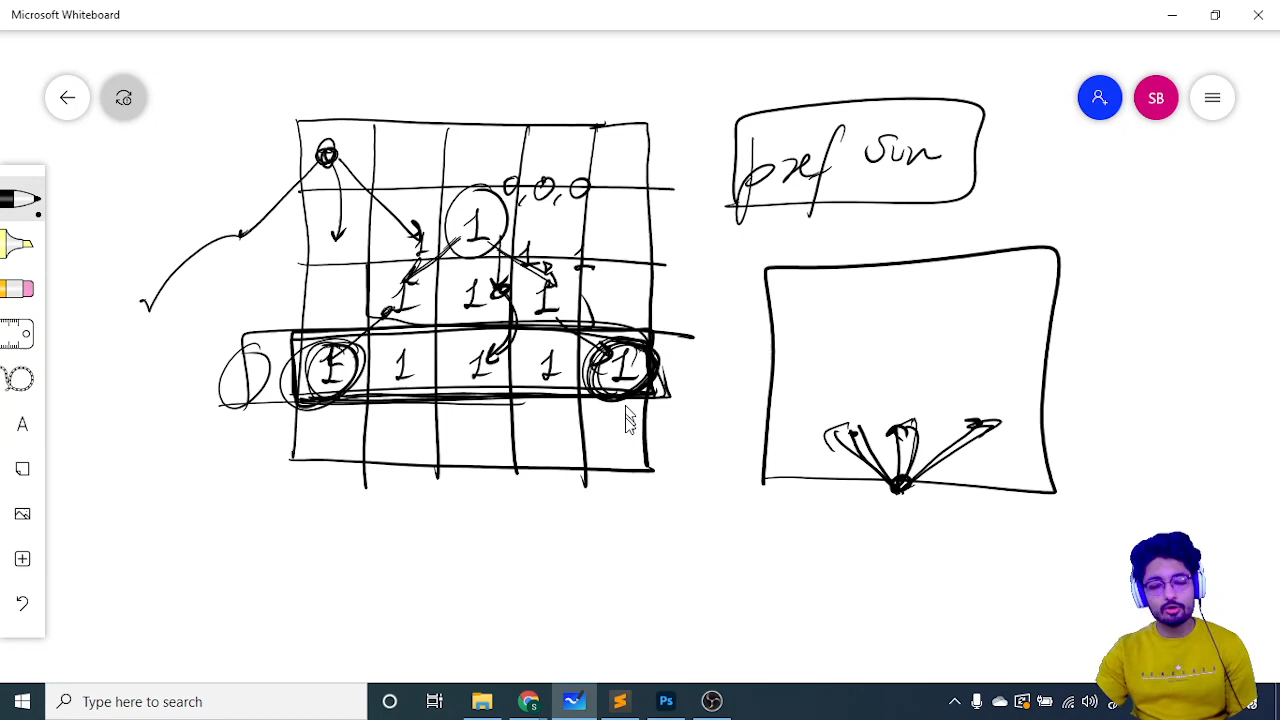 Microsoft Whiteboard
SB
pref sum
0,0,0
1
1 1 1
1 1 1
1 1 1 1 1
A
Type here to search
Ps